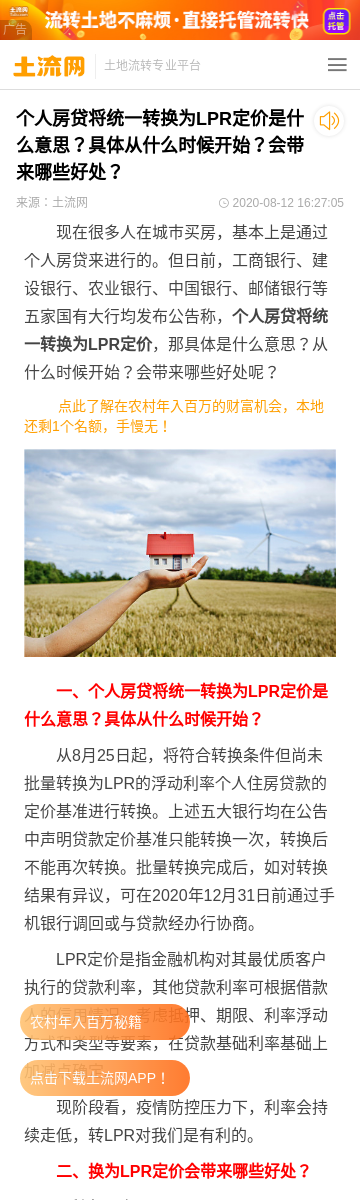 土流网
流转土地不麻烦·直接托管流转快
点击
托管
广告
土流网
土地流转专业平台
个人房贷将统一转换为LPR定价是什
么意思？具体从什么时候开始？会带
来哪些好处？
来源：土流网
2020-08-12 16:27:05
现在很多人在城市买房，基本上是通过
个人房贷来进行的。但日前，工商银行、建
设银行、农业银行、中国银行、邮储银行等
五家国有大行均发布公告称，个人房贷将统
一转换为LPR定价，那具体是什么意思？从
什么时候开始？会带来哪些好处呢？
点此了解在农村年入百万的财富机会，本地
还剩1个名额，手慢无！
一、个人房贷将统一转换为LPR定价是
什么意思？具体从什么时候开始？
从8月25日起，将符合转换条件但尚未
批量转换为LPR的浮动利率个人住房贷款的
定价基准进行转换。上述五大银行均在公告
中声明贷款定价基准只能转换一次，转换后
不能再次转换。批量转换完成后，如对转换
结果有异议，可在2020年12月31日前通过手
机银行调回或与贷款经办行协商。
LPR定价是指金融机构对其最优质客户
执行的贷款利率，其他贷款利率可根据借款
农村年入百万秘籍
押、期限、利率浮动
方式和类型等要素，在贷款基础利率基础上
点击下载土流网APP！
现阶段看，疫情防控压力下，利率会持
续走低，转LPR对我们是有利的。
二、换为LPR定价会带来哪些好处？